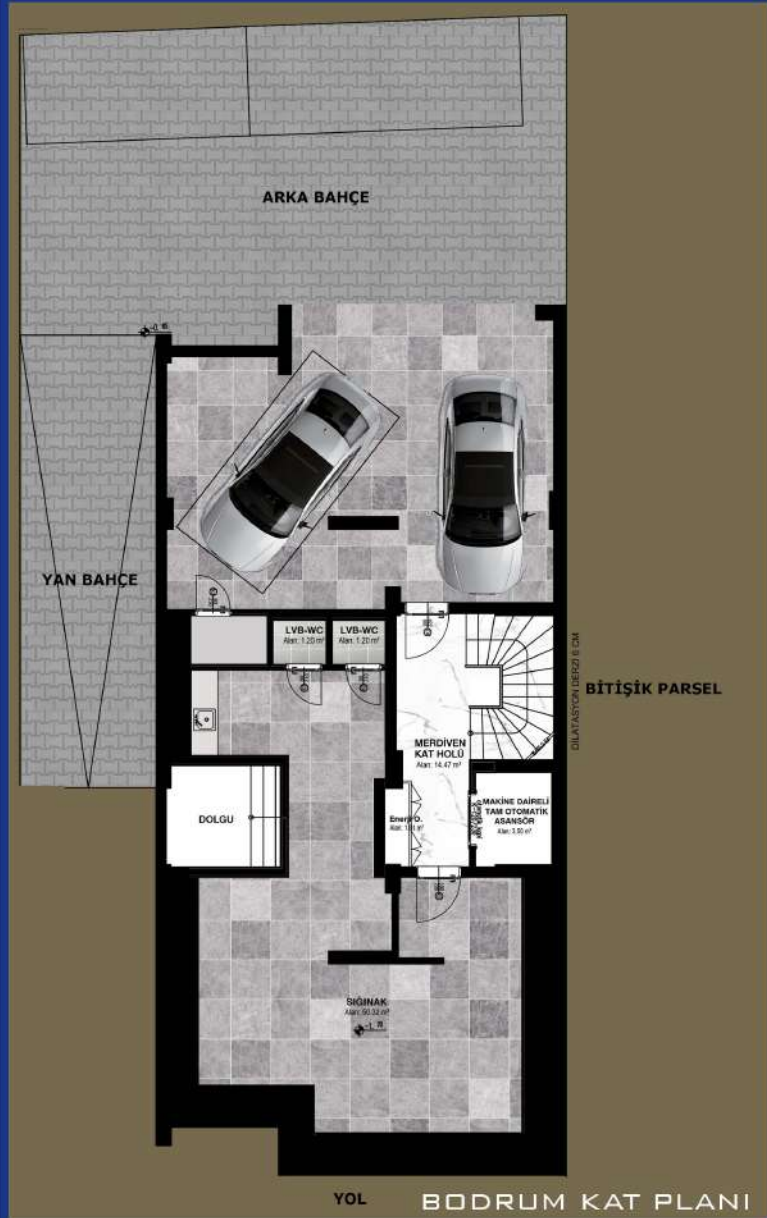 ARKA BAHÇE
YAN BAHÇE
LVB-WC
Alan: 1.20 m²
LVB-WC
Alan: 1.20 m²
DİLATASYON DERZİ 6 CM
BİTİŞİK PARSEL
MERDİVEN
KAT HOLÜ
Alan: 14.47 m²
DOLGU
MAKİNE DAİRELİ
TAM OTOMATİK
ASANSÖR
SIĞINAK
YOL
BODRUM KAT PLANI